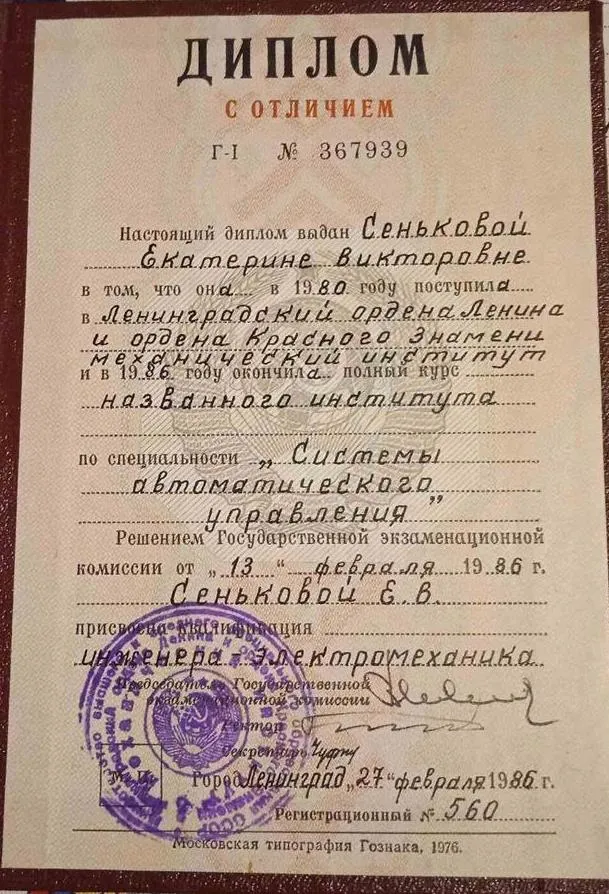 ДИПЛОМ
С ОТЛИЧИЕМ
Г-I № 367939
Настоящий диплом выдан Сеньковой
Екатерине Викторовне
в том, что она в 1980 году поступила
в Ленинградский ордена Ленина
и ордена Красного Знамени
механический институт
и в 1986 году окончила полный курс
названного института
по специальности „Системы
автоматического
управления”
Решением Государственной экзаменационной
комиссии от „13“ февраля 1986 г.
Сеньковой Е.В.
присвоена квалификация
инженера-электромеханика
Председатель Государственной
экзаменационной комиссии
Ректор
Секретарь
М. П.
Город Ленинград „27“ февраля 1986 г.
Регистрационный № 560
Московская типография Гознака, 1976.